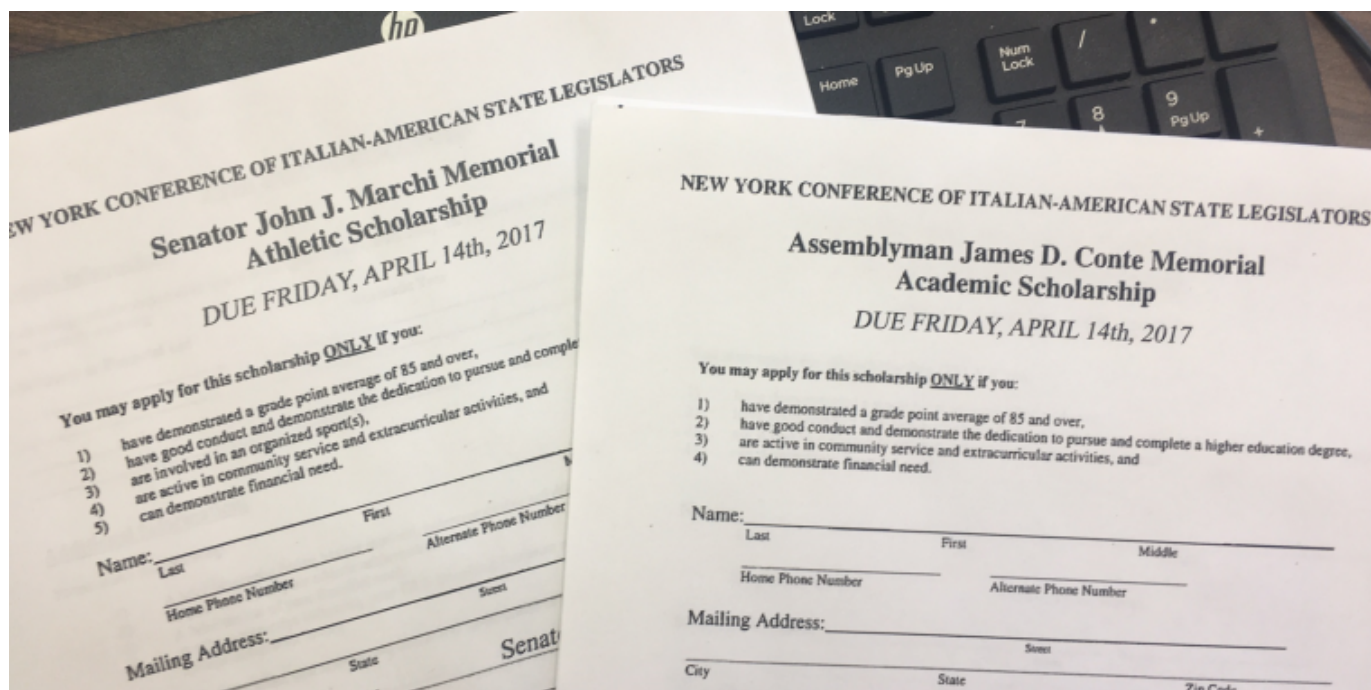 hp
Lock
Num
Lock
/
Home
PgUp
7
8
9
PgUp
+
NEW YORK CONFERENCE OF ITALIAN-AMERICAN STATE LEGISLATORS
Senator John J. Marchi Memorial
Athletic Scholarship
DUE FRIDAY, APRIL 14th, 2017
You may apply for this scholarship ONLY if you:
1) have demonstrated a grade point average of 85 and over,
2) have good conduct and demonstrate the dedication to pursue and comple
3) are involved in an organized sport(s),
4) are active in community service and extracurricular activities, and
5) can demonstrate financial need.
Name:
Last First
Home Phone Number Alternate Phone Number
Mailing Address:
Street
State
Senat
NEW YORK CONFERENCE OF ITALIAN-AMERICAN STATE LEGISLATORS
Assemblyman James D. Conte Memorial
Academic Scholarship
DUE FRIDAY, APRIL 14th, 2017
You may apply for this scholarship ONLY if you:
1) have demonstrated a grade point average of 85 and over,
2) have good conduct and demonstrate the dedication to pursue and complete a higher education degree,
3) are active in community service and extracurricular activities, and
4) can demonstrate financial need.
Name:
Last First Middle
Home Phone Number Alternate Phone Number
Mailing Address:
Street
City State Zip Code